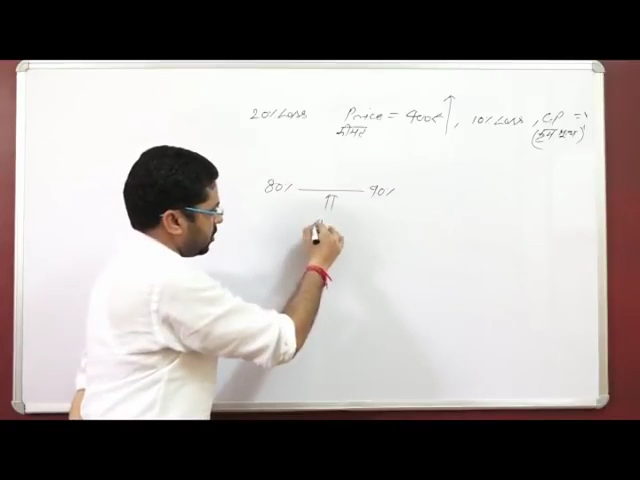 20% Loss Price = 400₹ ↑, 10% Loss, CP = ?
कीमत (क्रय मूल्य)
80% — 90%
↑↑